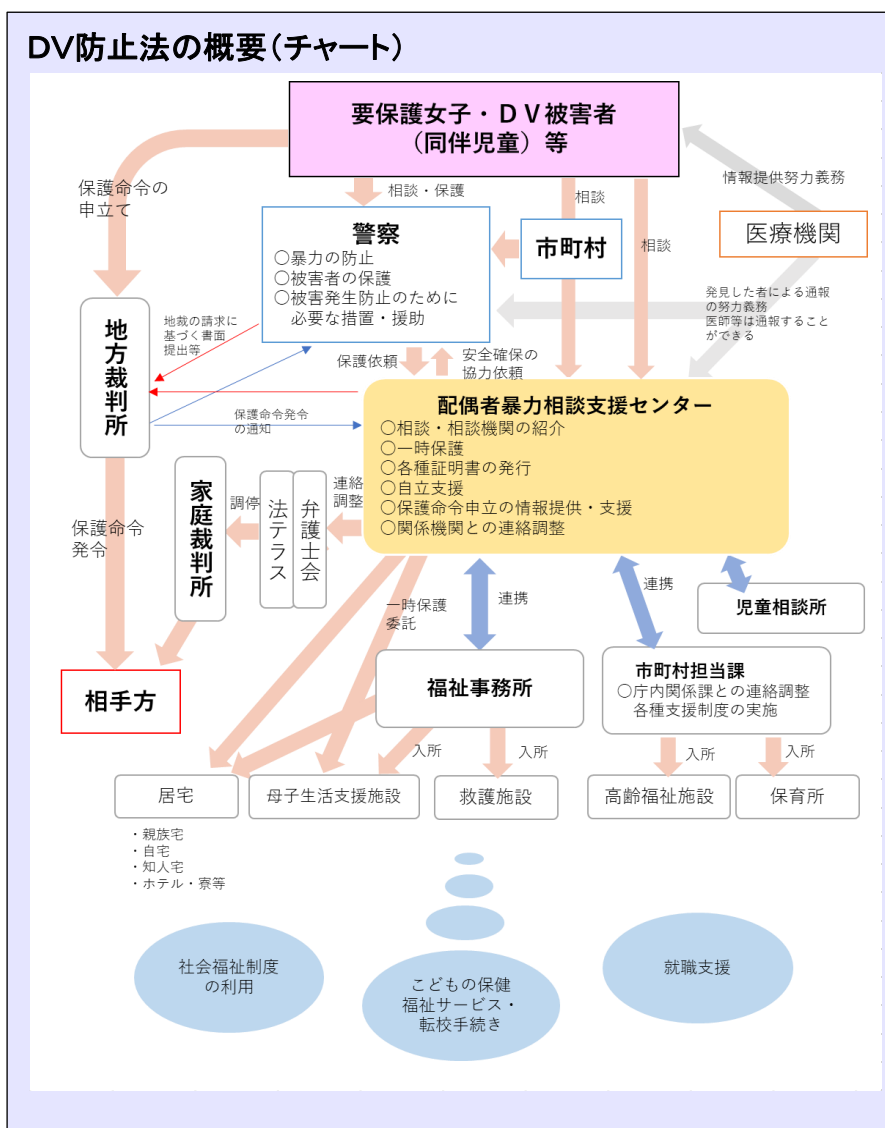 DV防止法の概要(チャート)
要保護女子・DV被害者
(同伴児童)等
保護命令の
申立て
相談・保護
相談
相談
情報提供努力義務
警察
○暴力の防止
○被害者の保護
○被害発生防止のために
必要な措置・援助
市町村
医療機関
発見した者による通報
の努力義務
医師等は通報すること
ができる
地方裁判所
地裁の請求に
基づく書面
提出等
保護依頼
安全確保の
協力依頼
保護命令発令
の通知
配偶者暴力相談支援センター
○相談・相談機関の紹介
○一時保護
○各種証明書の発行
○自立支援
○保護命令申立の情報提供・支援
○関係機関との連絡調整
保護命令
発令
家庭裁判所
調停
法テラス
弁護士会
連絡
調整
一時保護
委託
連携
連携
児童相談所
相手方
福祉事務所
市町村担当課
○庁内関係課との連絡調整
各種支援制度の実施
入所
入所
入所
入所
居宅
母子生活支援施設
救護施設
高齢福祉施設
保育所
・親族宅
・自宅
・知人宅
・ホテル・寮等
社会福祉制度
の利用
こどもの保健
福祉サービス・
転校手続き
就職支援